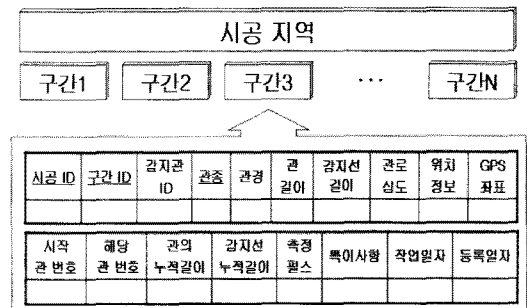 시공 지역
구간1 구간2 구간3 ... 구간N
시공 ID 구간 ID 감지관 ID 관종 관경 관 길이 감지선 길이 관로 심도 위치 정보 GPS 좌표
시작 관 번호 해당 관 번호 관의 누적길이 감지선 누적길이 측정 펄스 특이사항 작업일자 등록일자